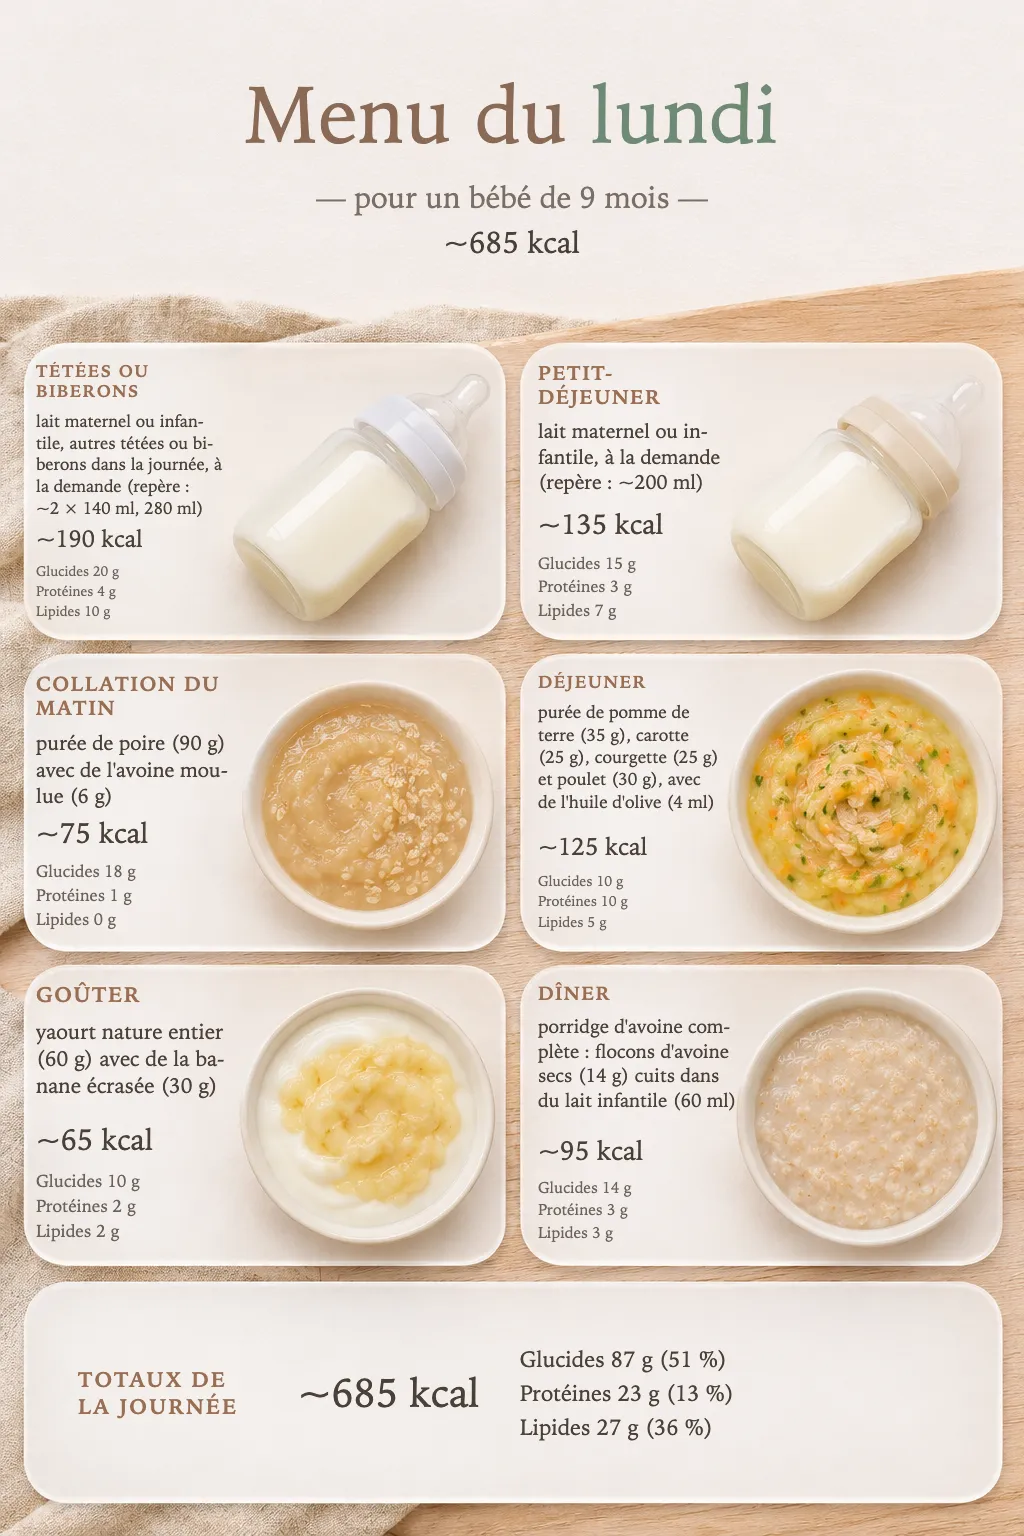 Menu du lundi
— pour un bébé de 9 mois —
~685 kcal
TÉTÉES OU
BIBERONS
lait maternel ou infan-
tile, autres tétées ou bi-
berons dans la journée, à
la demande (repère :
~2 × 140 ml, 280 ml)
~190 kcal
Glucides 20 g
Protéines 4 g
Lipides 10 g
PETIT-
DÉJEUNER
lait maternel ou in-
fantile, à la demande
(repère : ~200 ml)
~135 kcal
Glucides 15 g
Protéines 3 g
Lipides 7 g
COLLATION DU
MATIN
purée de poire (90 g)
avec de l'avoine mou-
lue (6 g)
~75 kcal
Glucides 18 g
Protéines 1 g
Lipides 0 g
DÉJEUNER
purée de pomme de
terre (35 g), carotte
(25 g), courgette (25 g)
et poulet (30 g), avec
de l'huile d'olive (4 ml)
~125 kcal
Glucides 10 g
Protéines 10 g
Lipides 5 g
GOÛTER
yaourt nature entier
(60 g) avec de la ba-
nane écrasée (30 g)
~65 kcal
Glucides 10 g
Protéines 2 g
Lipides 2 g
DÎNER
porridge d'avoine com-
plète : flocons d'avoine
secs (14 g) cuits dans
du lait infantile (60 ml)
~95 kcal
Glucides 14 g
Protéines 3 g
Lipides 3 g
TOTAUX DE
LA JOURNÉE
~685 kcal
Glucides 87 g (51 %)
Protéines 23 g (13 %)
Lipides 27 g (36 %)